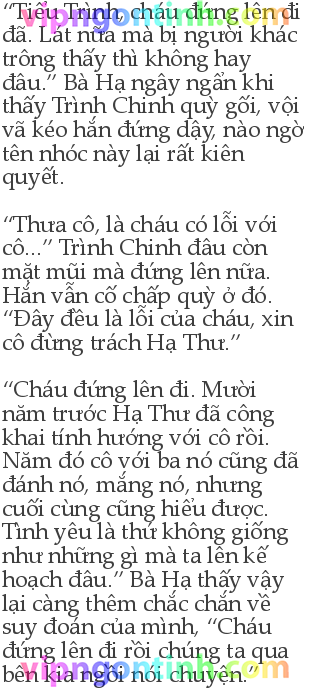 “Tiểu Trình, cháu đứng lên đi
đã. Lát nữa mà bị người khác
trông thấy thì không hay
đâu.” Bà Hạ ngây ngẩn khi
thấy Trình Chinh quỳ gối, vội
vã kéo hắn đứng dậy, nào ngờ
tên nhóc này lại rất kiên
quyết.
“Thưa cô, là cháu có lỗi với
cô...” Trình Chinh đâu còn
mặt mũi mà đứng lên nữa.
Hắn vẫn cố chấp quỳ ở đó.
“Đây đều là lỗi của cháu, xin
cô đừng trách Hạ Thư.”
“Cháu đứng lên đi. Mười
năm trước Hạ Thư đã công
khai tính hướng với cô rồi.
Năm đó cô với ba nó cũng đã
đánh nó, mắng nó, nhưng
cuối cùng cũng hiểu được.
Tình yêu là thứ không giống
như những gì mà ta lên kế
hoạch đâu.” Bà Hạ thấy vậy
lại càng thêm chắc chắn về
suy đoán của mình, “Cháu
đứng lên đi rồi chúng ta qua
bên kia ngồi nói chuyện.”
vipngontinh.com
vipngontinh.com